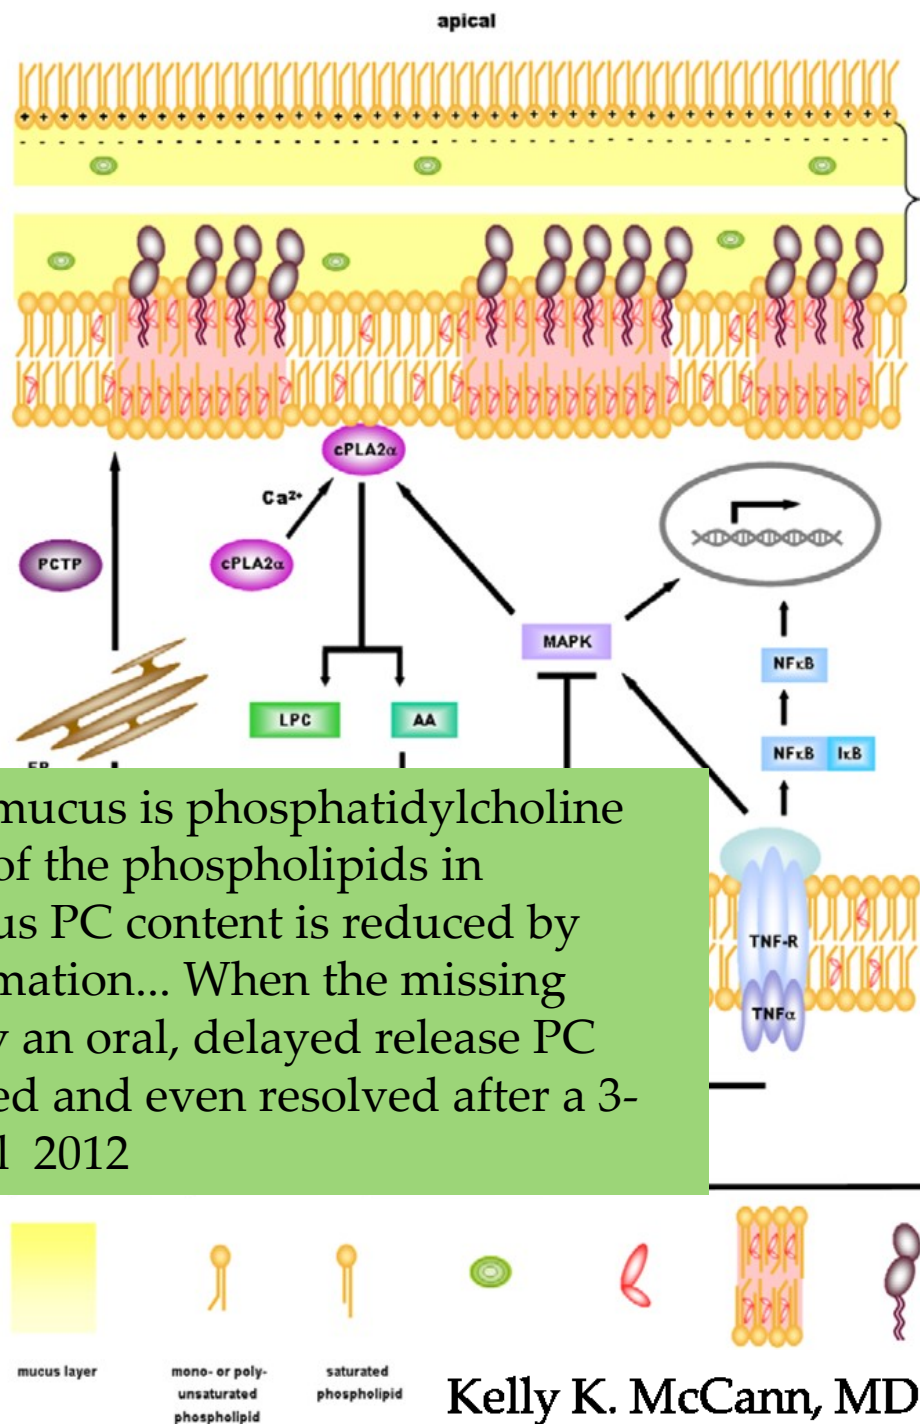 apical
cPLA2α
Ca²⁺
PCTP
cPLA2α
MAPK
NFκB
LPC
AA
NFκB
IκB
mucus is phosphatidylcholine
of the phospholipids in
us PC content is reduced by
mation... When the missing
an oral, delayed release PC
ed and even resolved after a 3-
2012
TNF-R
TNFα
mucus layer
mono- or poly-
unsaturated
phospholipid
saturated
phospholipid
Kelly K. McCann, MD